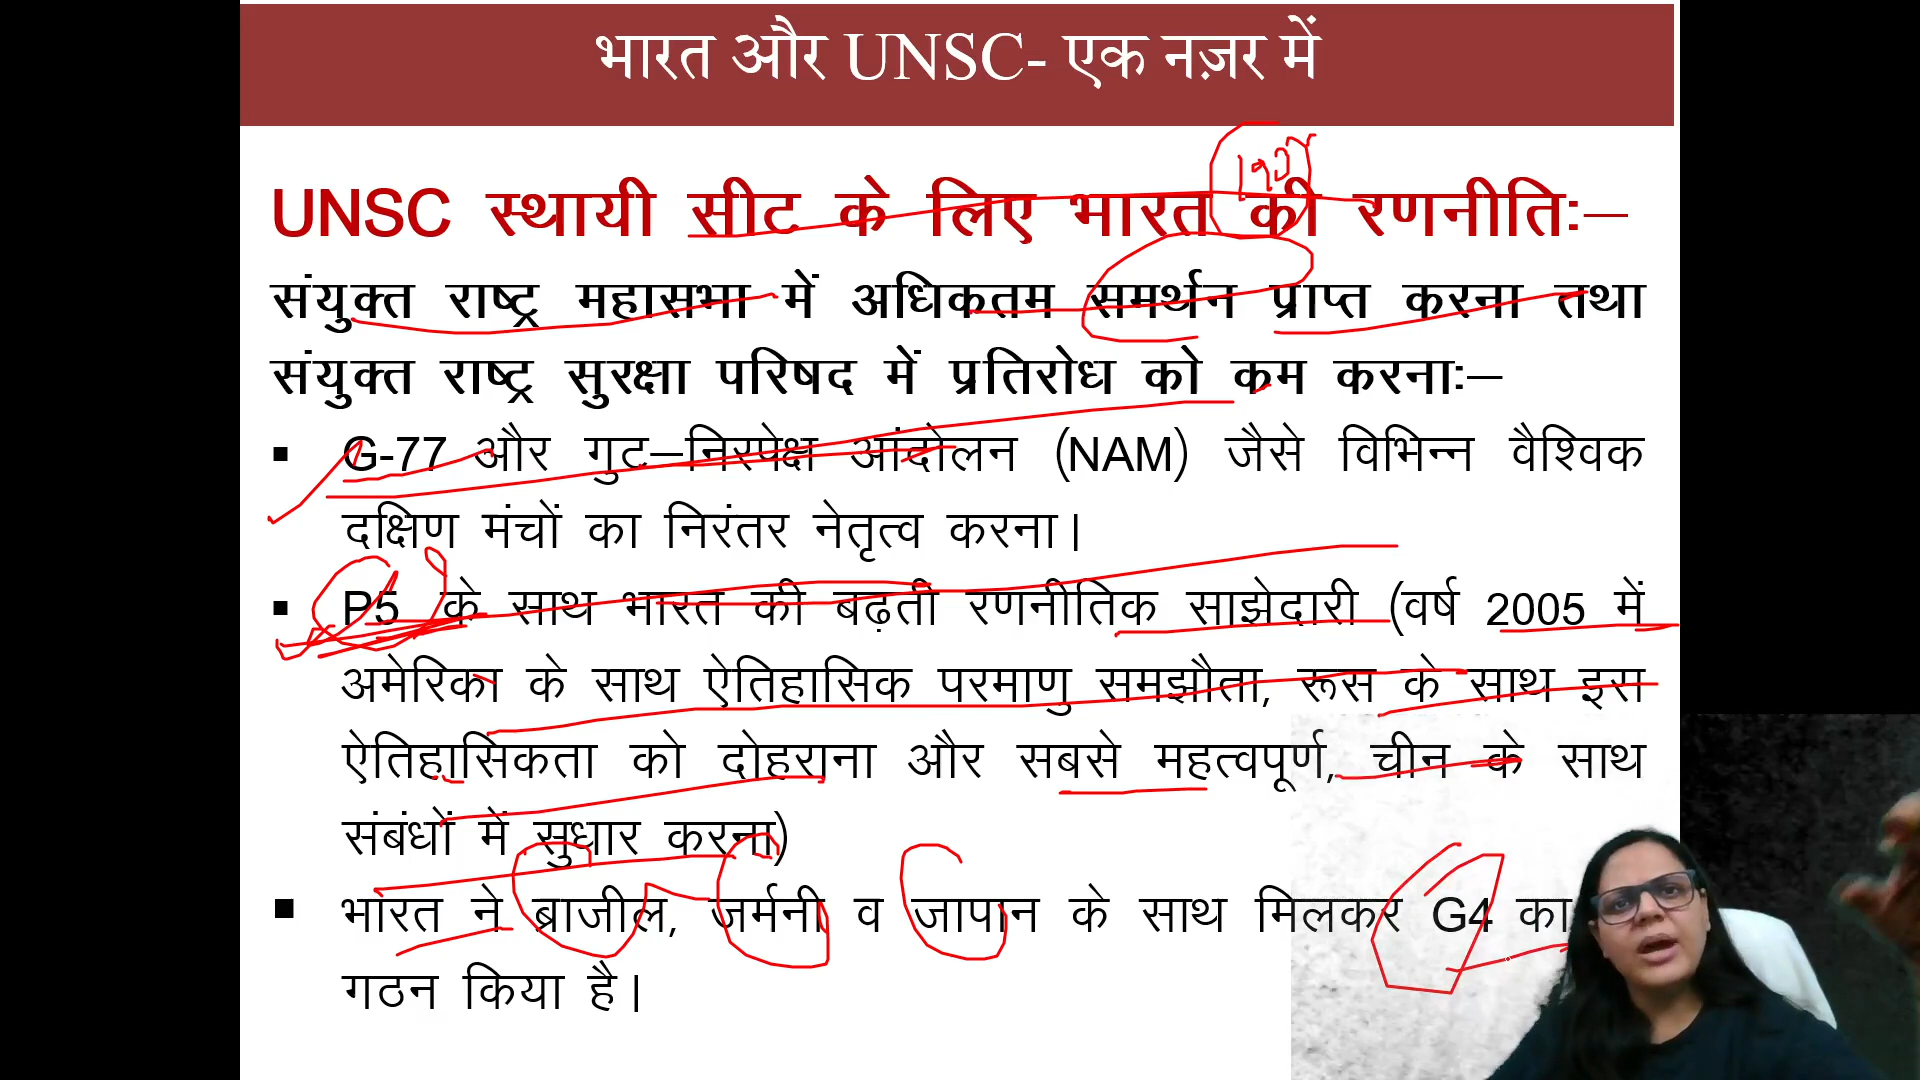 भारत और UNSC- एक नज़र में
UNSC स्थायी सीट के लिए भारत की रणनीतिः—
संयुक्त राष्ट्र महासभा में अधिकतम समर्थन प्राप्त करना तथा
संयुक्त राष्ट्र सुरक्षा परिषद में प्रतिरोध को कम करनाः—
▪ G-77 और गुट—निरपेक्ष आंदोलन (NAM) जैसे विभिन्न वैश्विक
दक्षिण मंचों का निरंतर नेतृत्व करना।
▪ P5 के साथ भारत की बढ़ती रणनीतिक साझेदारी (वर्ष 2005 में
अमेरिका के साथ ऐतिहासिक परमाणु समझौता, रूस के साथ इस
ऐतिहासिकता को दोहराना और सबसे महत्वपूर्ण, चीन के साथ
संबंधों में सुधार करना)
▪ भारत ने ब्राजील, जर्मनी व जापान के साथ मिलकर G4 का
गठन किया है।